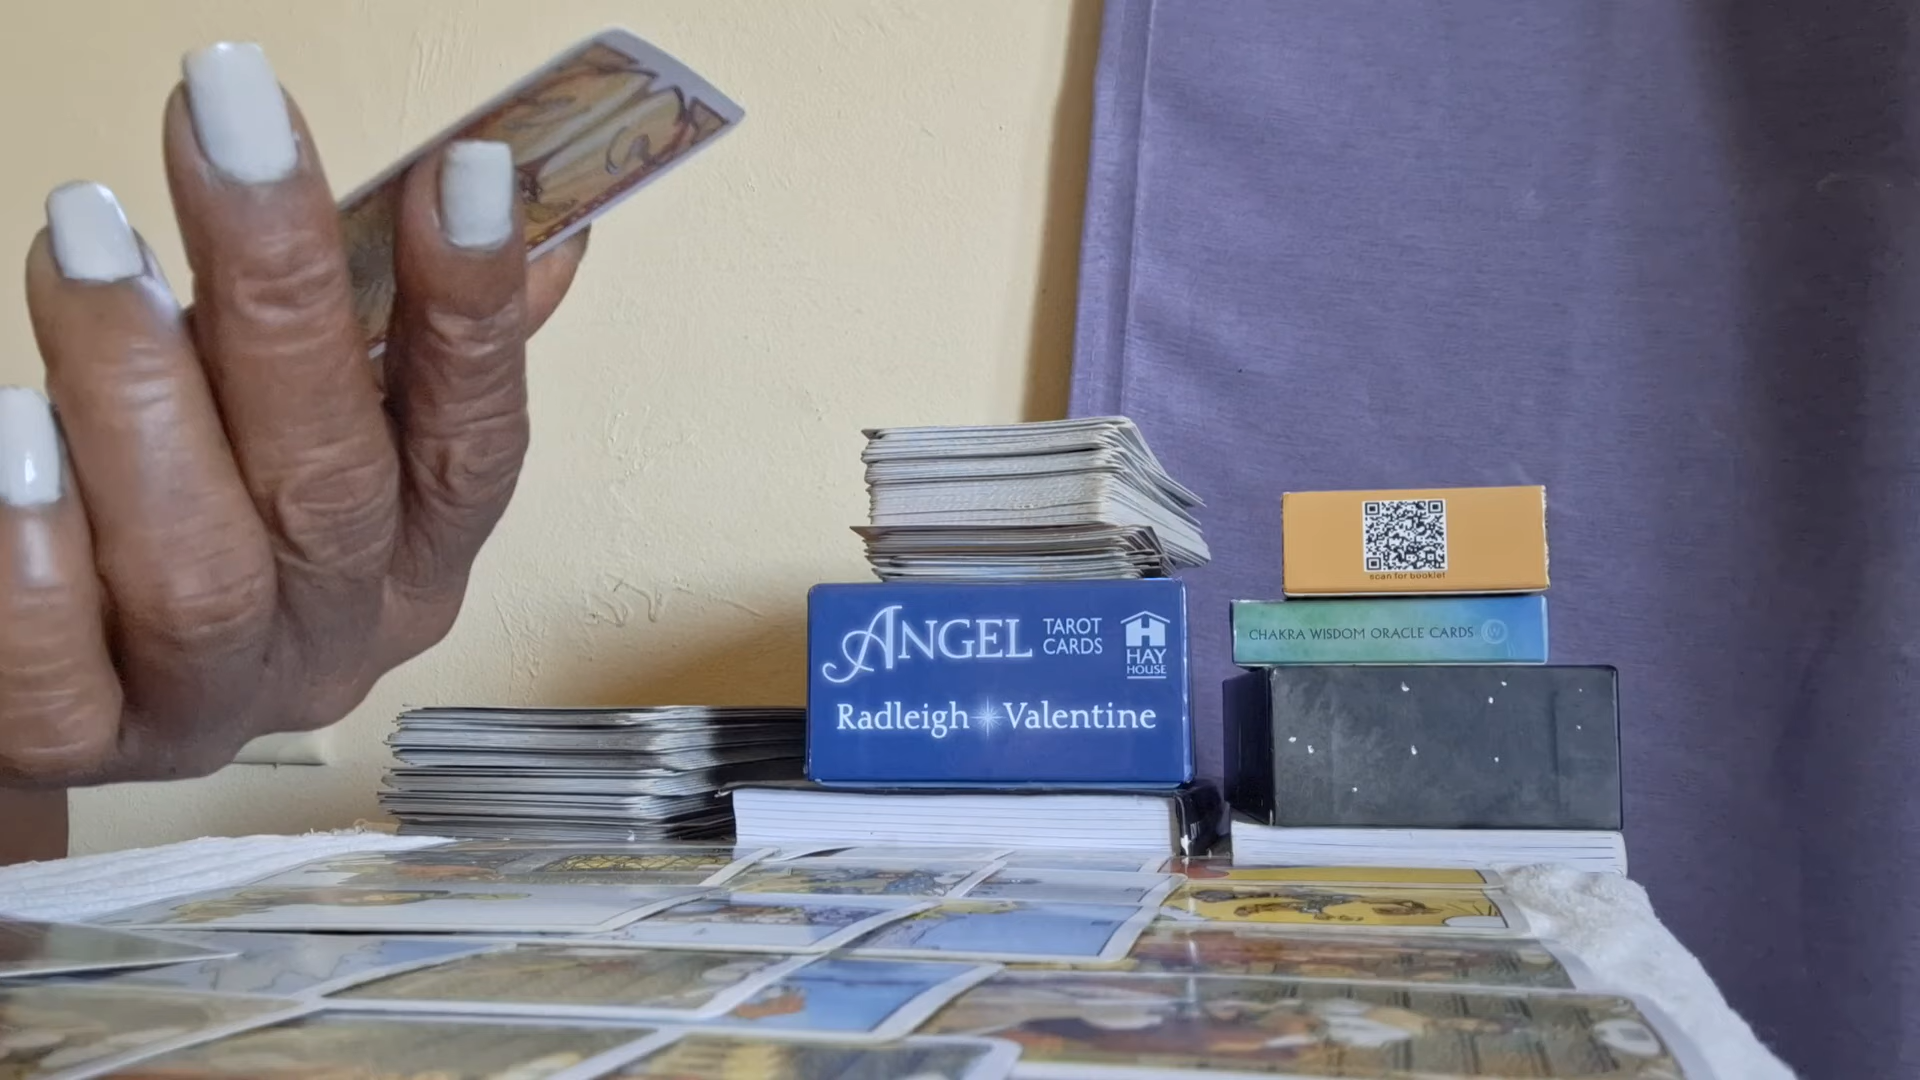 ANGEL TAROT CARDS
HAY HOUSE
Radleigh Valentine
scan for booklet
CHAKRA WISDOM ORACLE CARDS